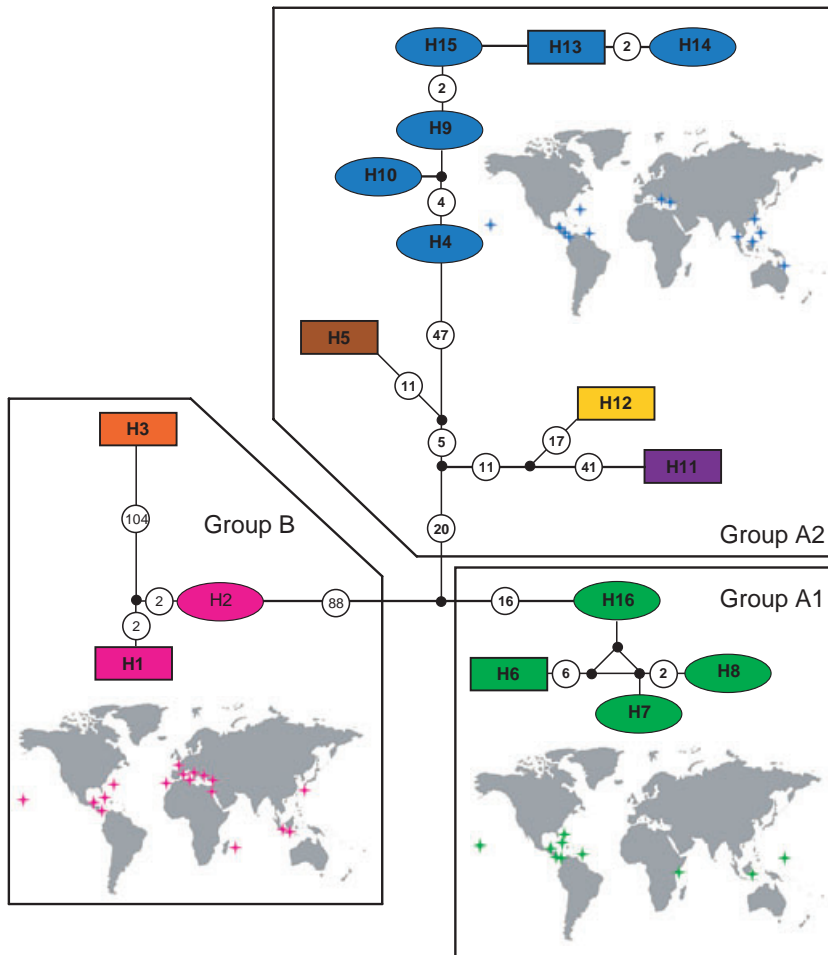 H15 H13 2 H14
2
H9
H10
4
H4
47
H5
11
H12
5
17
11 41 H11
20
Group A2
H3
104
Group B
2 H2 88
2
H1
16 H16
Group A1
H6 6 2 H8
H7